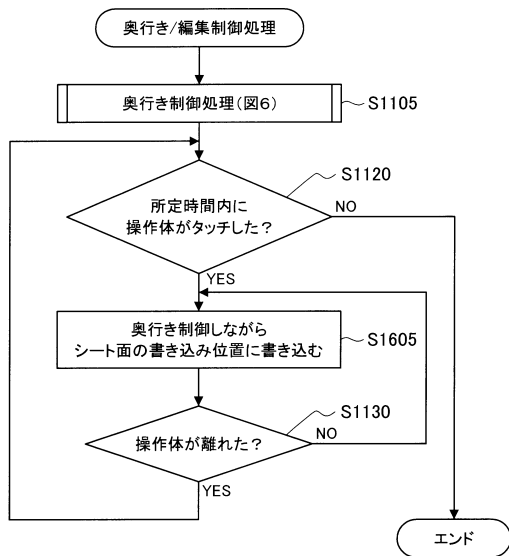 奥行き/編集制御処理
奥行き制御処理(図6)
S1105
S1120
所定時間内に
操作体がタッチした?
NO
YES
奥行き制御しながら
シート面の書き込み位置に書き込む
S1605
S1130
操作体が離れた?
NO
YES
エンド